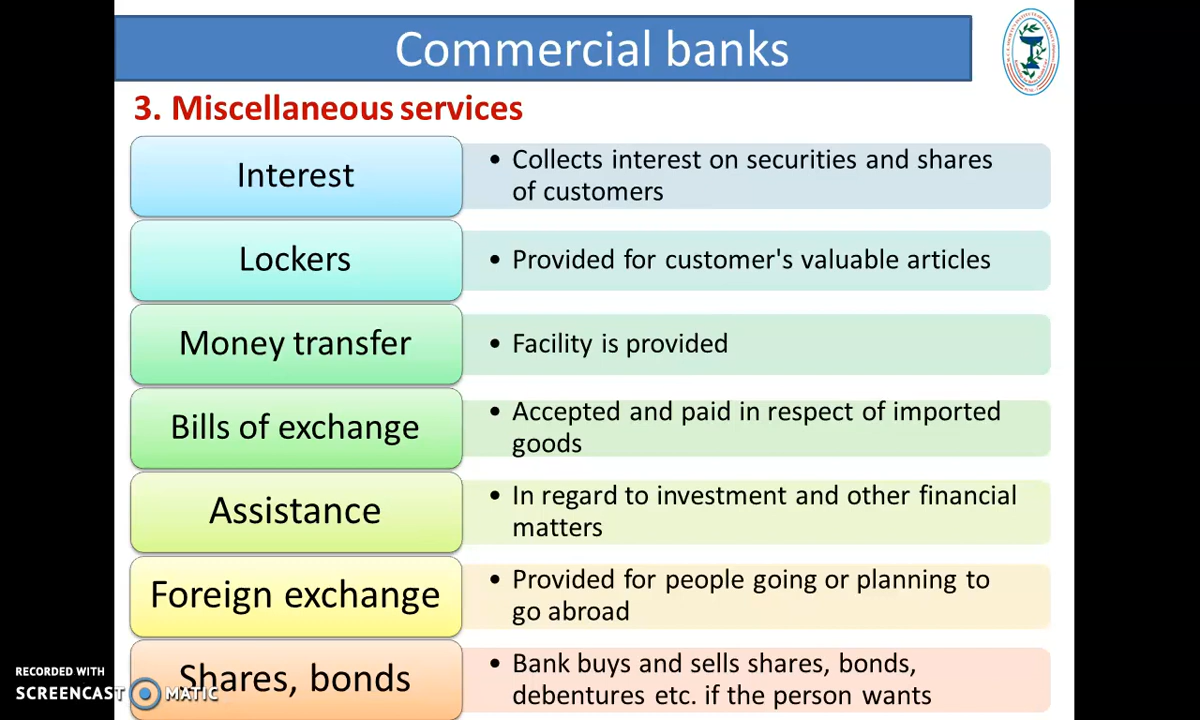 Commercial banks
3. Miscellaneous services
Interest
• Collects interest on securities and shares
of customers
Lockers
• Provided for customer's valuable articles
Money transfer
• Facility is provided
Bills of exchange
• Accepted and paid in respect of imported
goods
Assistance
• In regard to investment and other financial
matters
Foreign exchange
• Provided for people going or planning to
go abroad
Shares, bonds
• Bank buys and sells shares, bonds,
debentures etc. if the person wants
RECORDED WITH
SCREENCAST MATIC